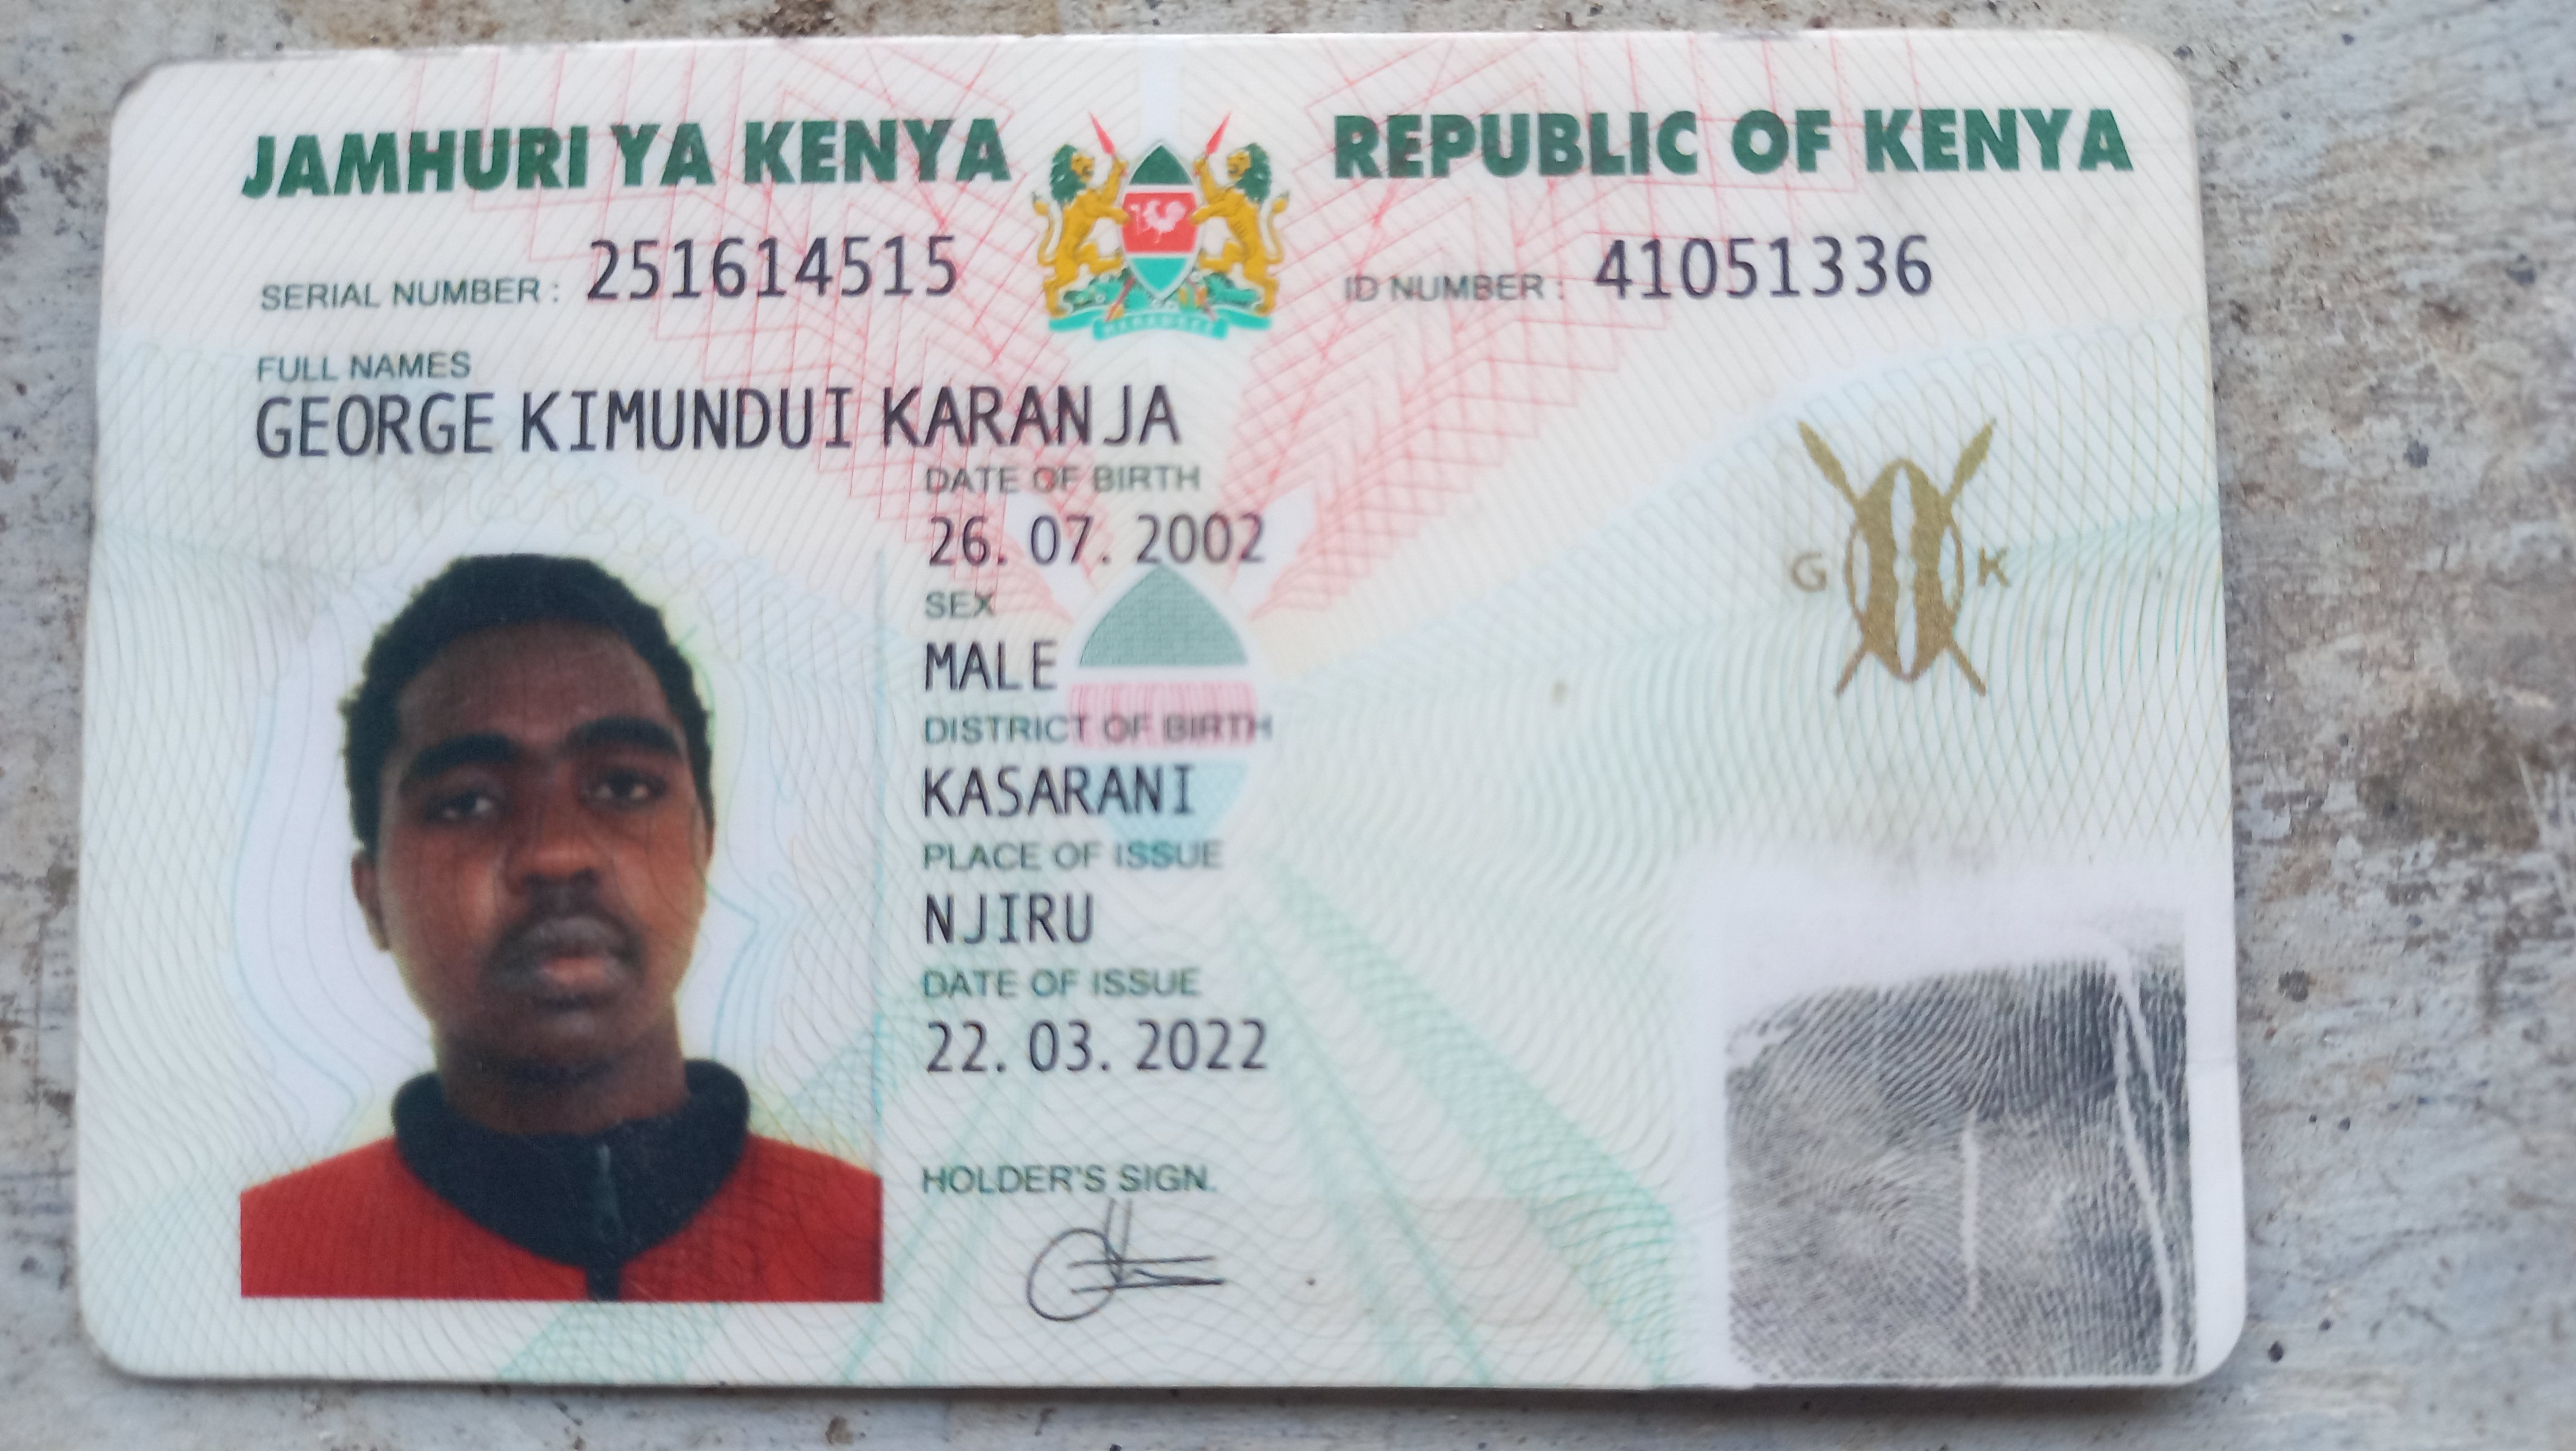 JAMHURI YA KENYA REPUBLIC OF KENYA
SERIAL NUMBER: 251614515 ID NUMBER: 41051336
FULL NAMES
GEORGE KIMUNDUI KARANJA
DATE OF BIRTH
26.07.2002
SEX
MALE
DISTRICT OF BIRTH
KASARANI
PLACE OF ISSUE
NJIRU
DATE OF ISSUE
22.03.2022
HOLDER'S SIGN.
G K